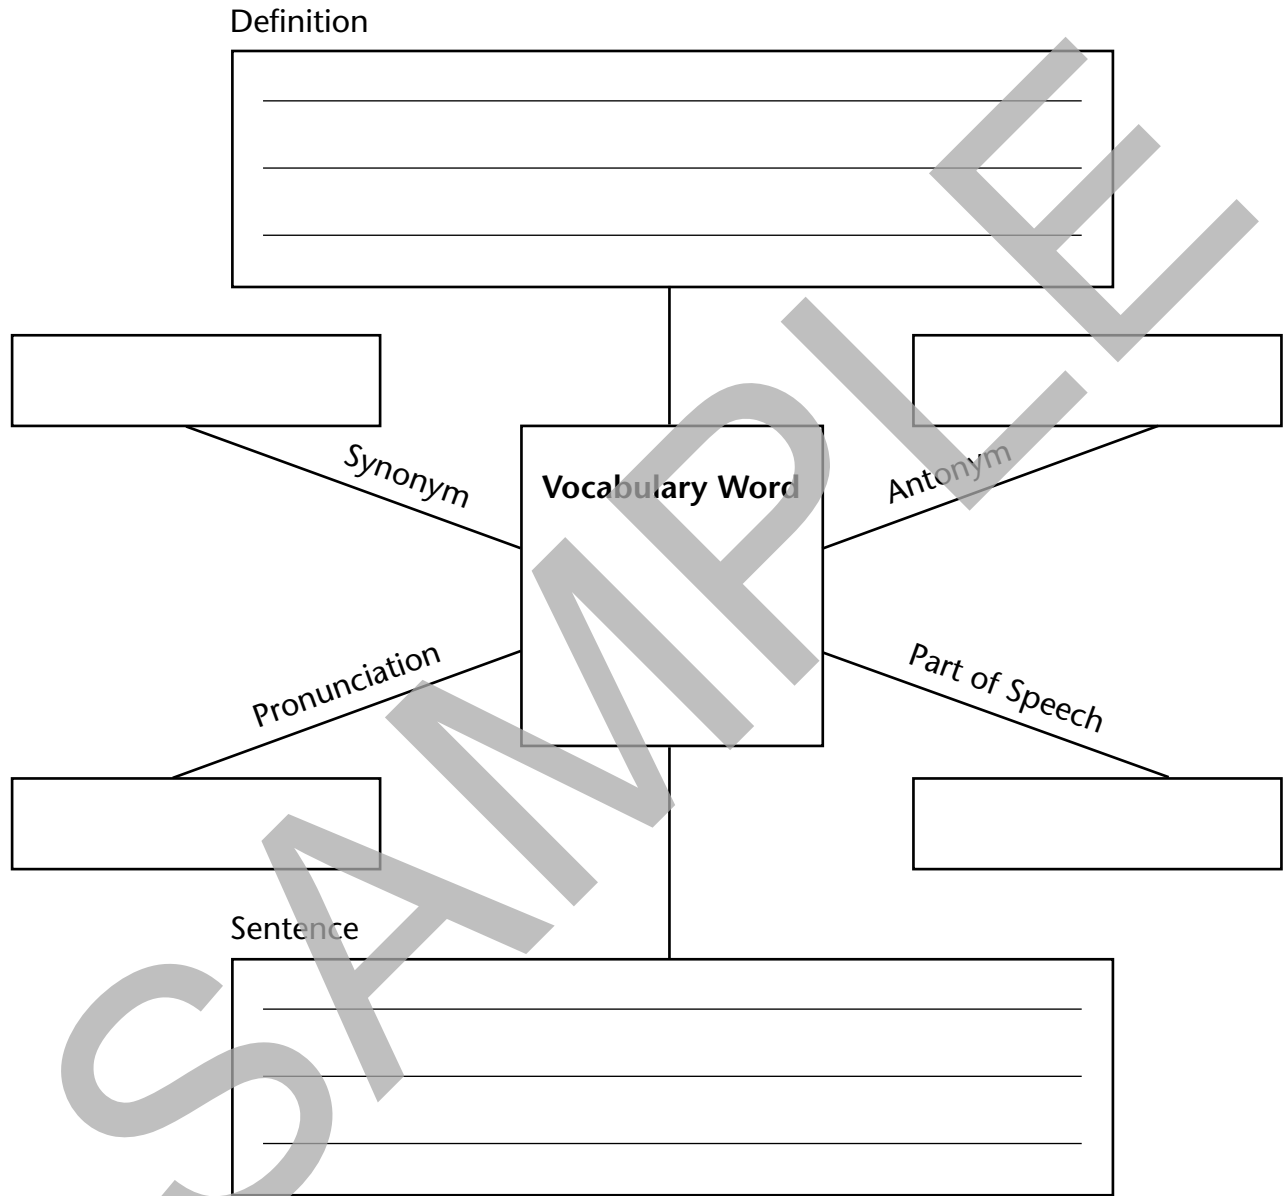 Definition
Synonym
Antonym
Vocabulary Word
Pronunciation
Part of Speech
Sentence
SAMPLE